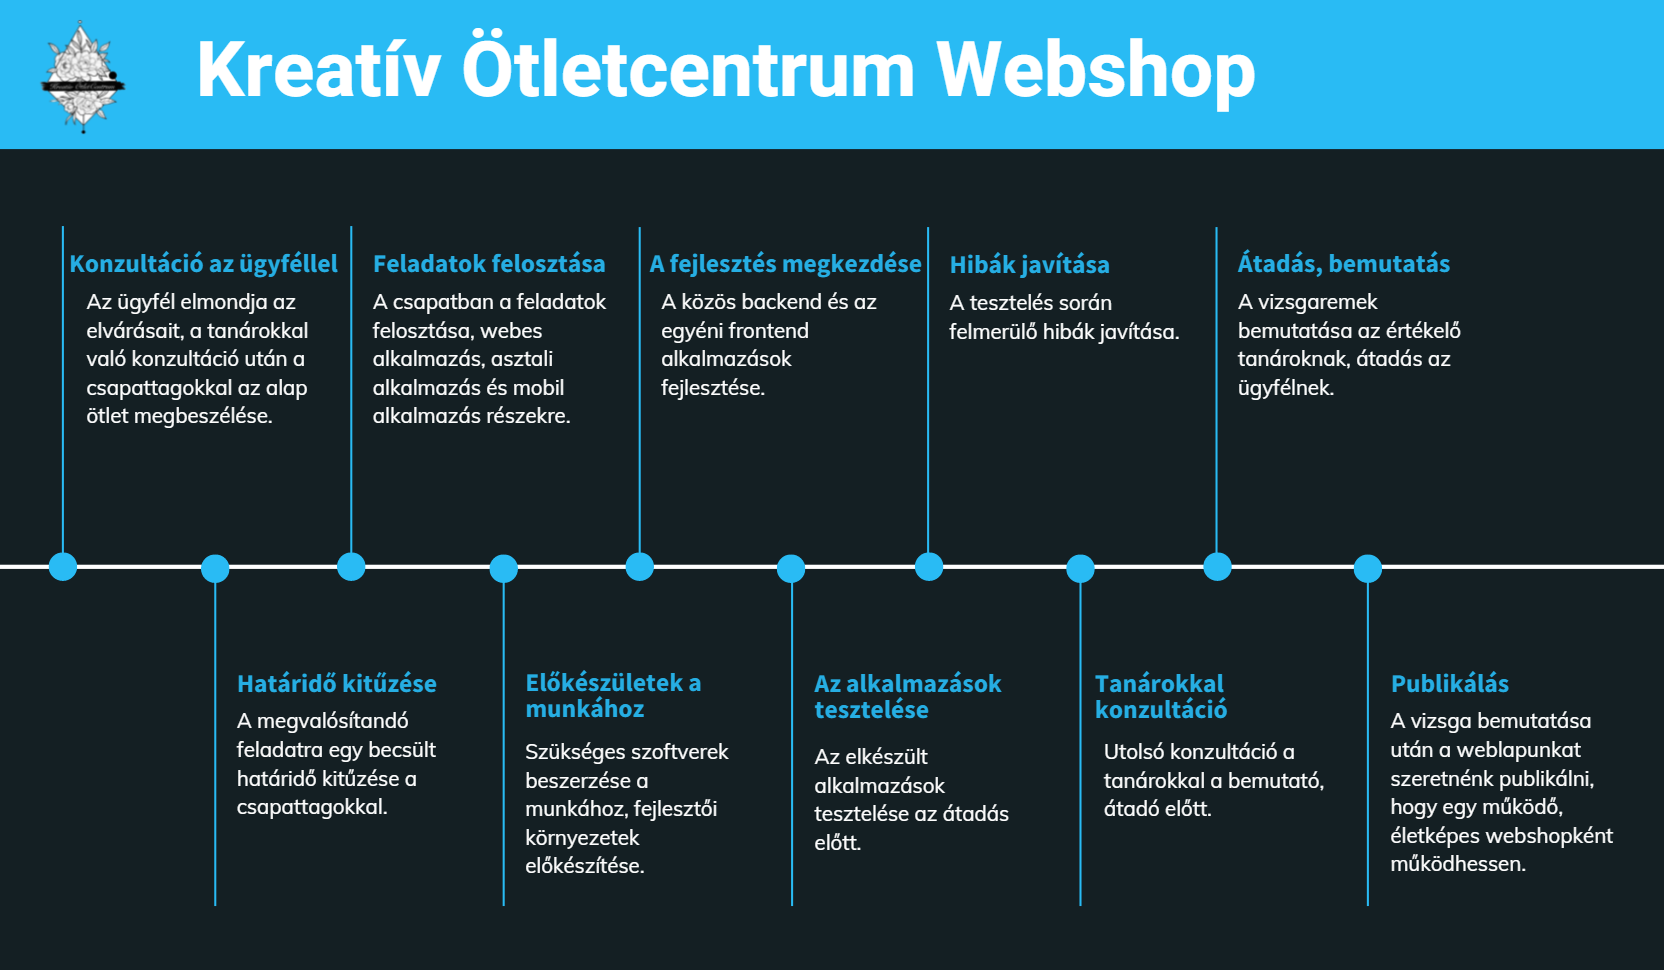 Kreatív Ötletcentrum Webshop
Konzultáció az ügyféllel
Az ügyfél elmondja az
elvárásait, a tanárokkal
való konzultáció után a
csapattagokkal az alap
ötlet megbeszélése.
Feladatok felosztása
A csapatban a feladatok
felosztása, webes
alkalmazás, asztali
alkalmazás és mobil
alkalmazás részekre.
A fejlesztés megkezdése
A közös backend és az
egyéni frontend
alkalmazások
fejlesztése.
Hibák javítása
A tesztelés során
felmerülő hibák javítása.
Átadás, bemutatás
A vizsgaremek
bemutatása az értékelő
tanároknak, átadás az
ügyfélnek.
Határidő kitűzése
A megvalósítandó
feladatra egy becsült
határidő kitűzése a
csapattagokkal.
Előkészületek a
munkához
Szükséges szoftverek
beszerzése a
munkához, fejlesztői
környezetek
előkészítése.
Az alkalmazások
tesztelése
Az elkészült
alkalmazások
tesztelése az átadás
előtt.
Tanárokkal
konzultáció
Utolsó konzultáció a
tanárokkal a bemutató,
átadó előtt.
Publikálás
A vizsga bemutatása
után a weblapunkat
szeretnénk publikálni,
hogy egy működő,
életképes webshopként
működhessen.